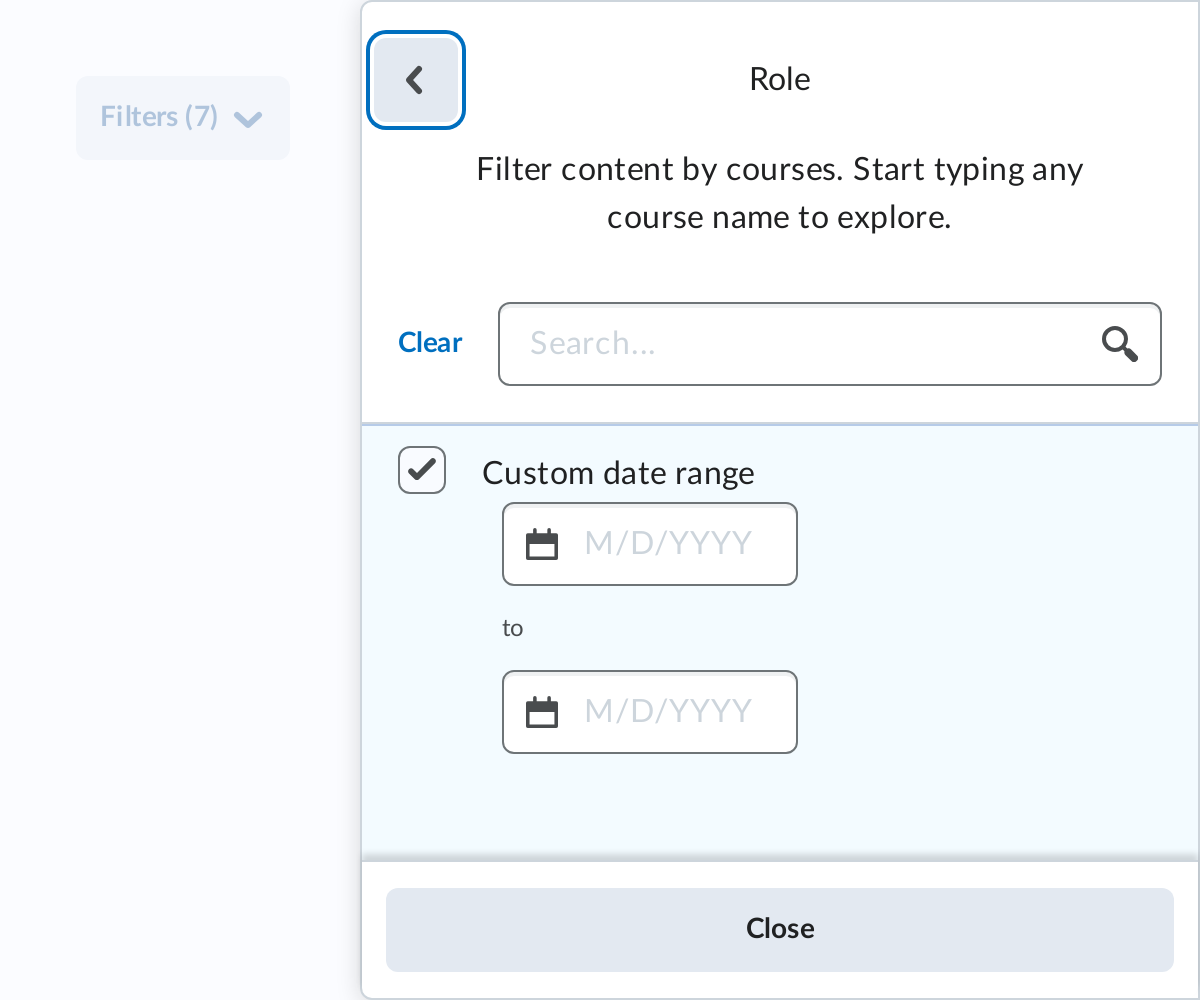 Filters (7)
Role
Filter content by courses. Start typing any
course name to explore.
Clear
Search...
Custom date range
M/D/YYYY
to
M/D/YYYY
Close